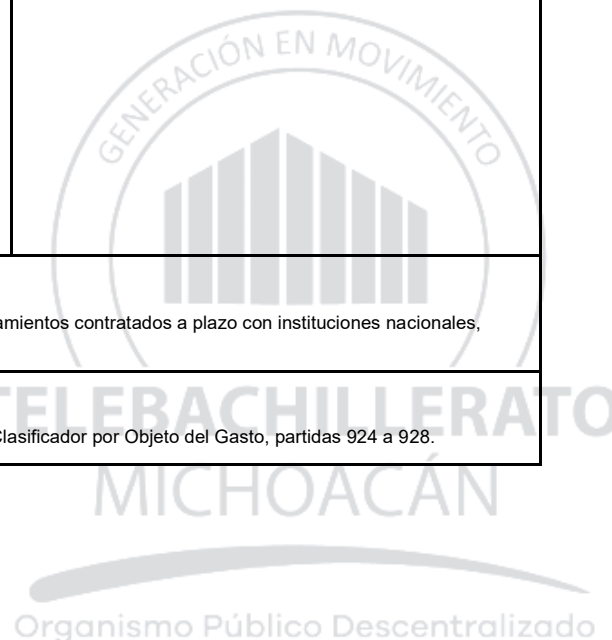 GENERACIÓN EN MOVIMIENTO
amientos contratados a plazo con instituciones nacionales,
TELEBACHILLERATO
Clasificador por Objeto del Gasto, partidas 924 a 928.
MICHOACÁN
Organismo Público Descentralizado